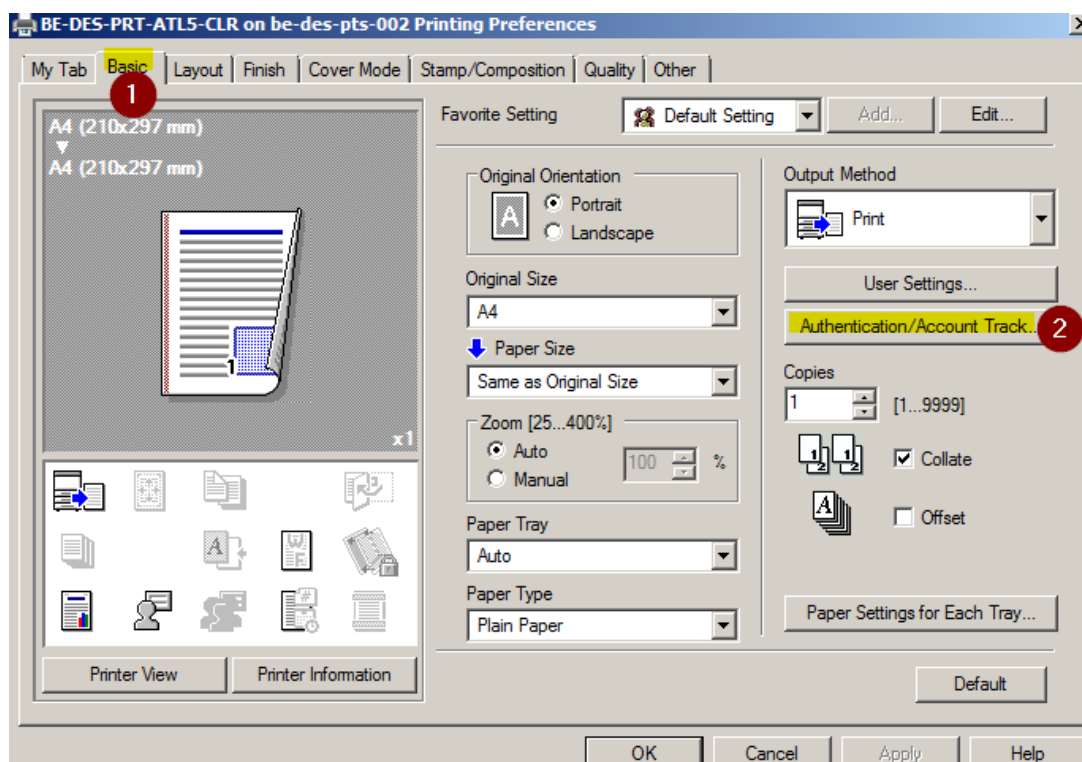 BE-DES-PRT-ATL5-CLR on be-des-pts-002 Printing Preferences
My Tab Basic Layout Finish Cover Mode Stamp/Composition Quality Other
1
A4 (210x297 mm)
A4 (210x297 mm)
1
x1
Printer View Printer Information
Favorite Setting Default Setting Add... Edit...
Original Orientation
A
Portrait
Landscape
Original Size
A4
Paper Size
Same as Original Size
Zoom [25...400%]
Auto
Manual
100 %
Paper Tray
Auto
Paper Type
Plain Paper
Output Method
Print
User Settings...
Authentication/Account Track..
2
Copies
1 [1...9999]
Collate
Offset
Paper Settings for Each Tray...
Default
OK Cancel Apply Help